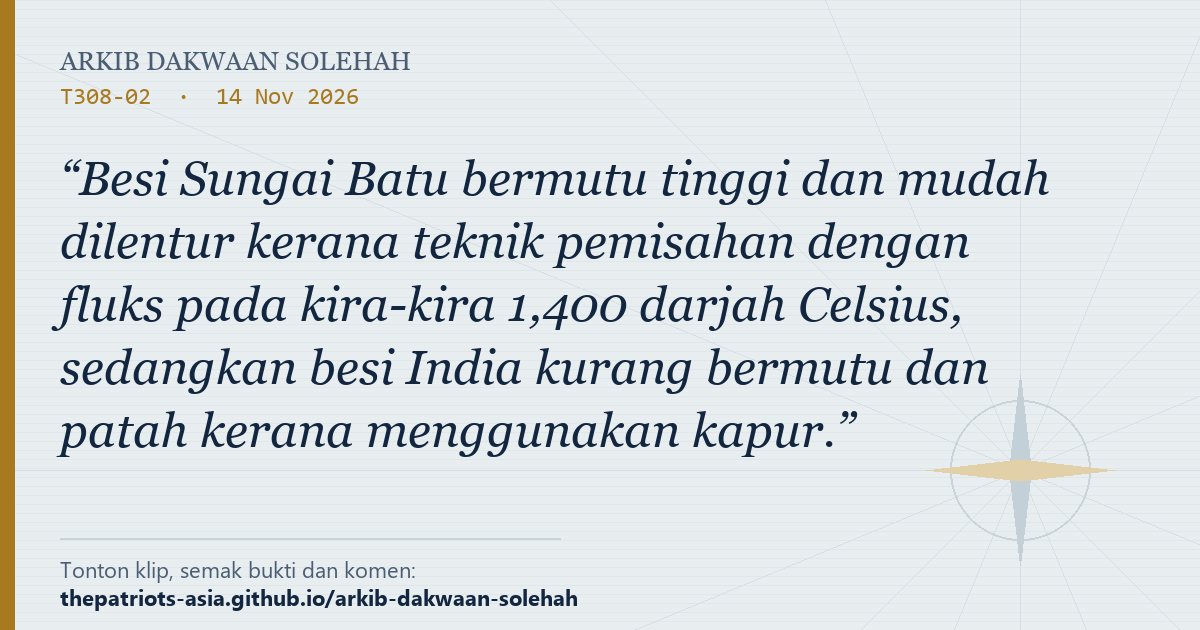 ARKIB DAKWAAN SOLEHAH
T308-02 · 14 Nov 2026
“Besi Sungai Batu bermutu tinggi dan mudah
dilentur kerana teknik pemisahan dengan
fluks pada kira-kira 1,400 darjah Celsius,
sedangkan besi India kurang bermutu dan
patah kerana menggunakan kapur.”
Tonton klip, semak bukti dan komen:
thepatriots-asia.github.io/arkib-dakwaan-solehah